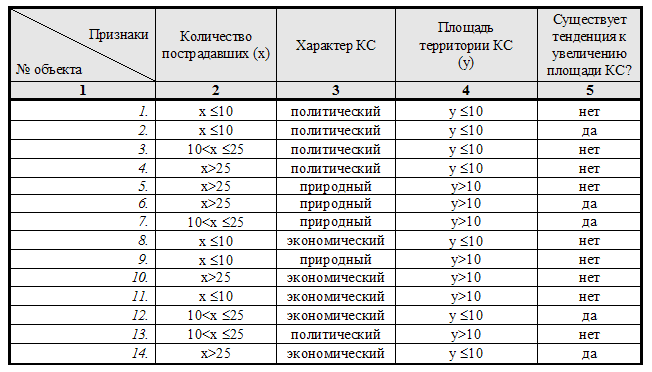 Признаки
№ объекта
Количество
пострадавших (x)
Характер КС
Площадь
территории КС
(y)
Существует
тенденция к
увеличению
площади КС?
1 2 3 4 5
1. x ≤10 политический y ≤10 нет
2. x ≤10 политический y ≤10 да
3. 10<x ≤25 политический y ≤10 нет
4. x>25 политический y ≤10 нет
5. x>25 природный y>10 нет
6. x>25 природный y>10 да
7. 10<x ≤25 природный y>10 да
8. x ≤10 экономический y ≤10 нет
9. x ≤10 природный y>10 нет
10. x>25 экономический y>10 нет
11. x ≤10 экономический y>10 нет
12. 10<x ≤25 экономический y ≤10 да
13. 10<x ≤25 политический y>10 нет
14. x>25 экономический y ≤10 да